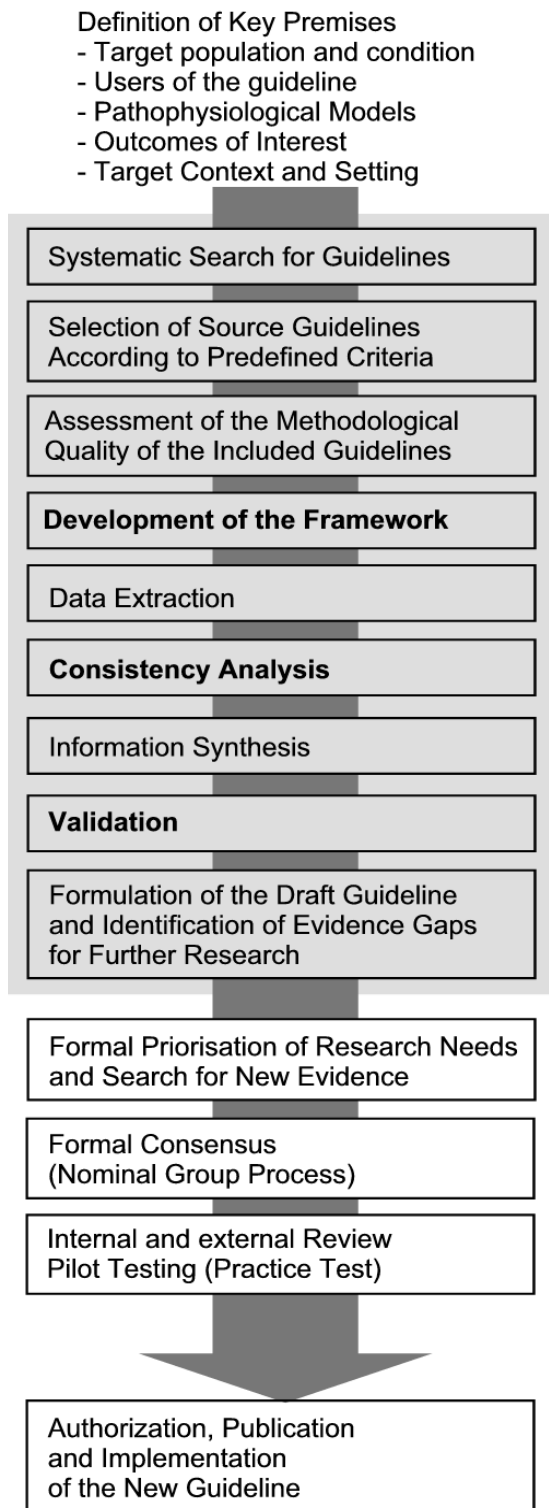 Definition of Key Premises
- Target population and condition
- Users of the guideline
- Pathophysiological Models
- Outcomes of Interest
- Target Context and Setting
Systematic Search for Guidelines
Selection of Source Guidelines
According to Predefined Criteria
Assessment of the Methodological
Quality of the Included Guidelines
Development of the Framework
Data Extraction
Consistency Analysis
Information Synthesis
Validation
Formulation of the Draft Guideline
and Identification of Evidence Gaps
for Further Research
Formal Priorisation of Research Needs
and Search for New Evidence
Formal Consensus
(Nominal Group Process)
Internal and external Review
Pilot Testing (Practice Test)
Authorization, Publication
and Implementation
of the New Guideline